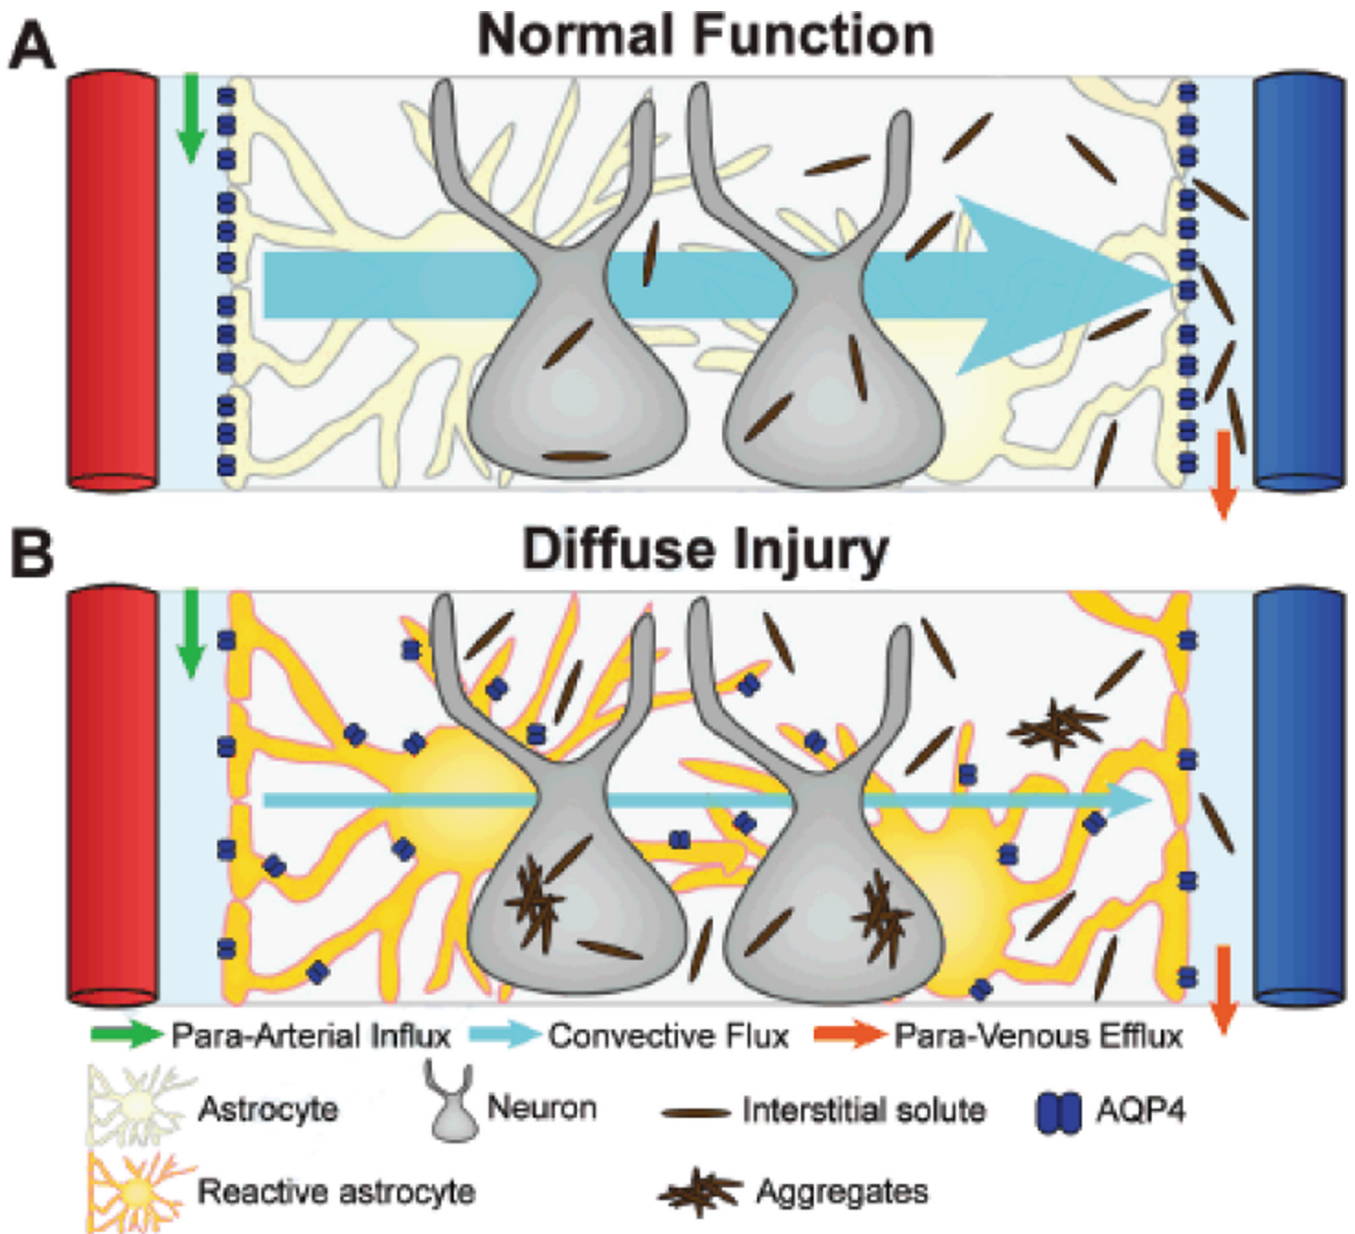 A
Normal Function
B
Diffuse Injury
Para-Arterial Influx Convective Flux Para-Venous Efflux
Astrocyte Neuron Interstitial solute AQP4
Reactive astrocyte Aggregates